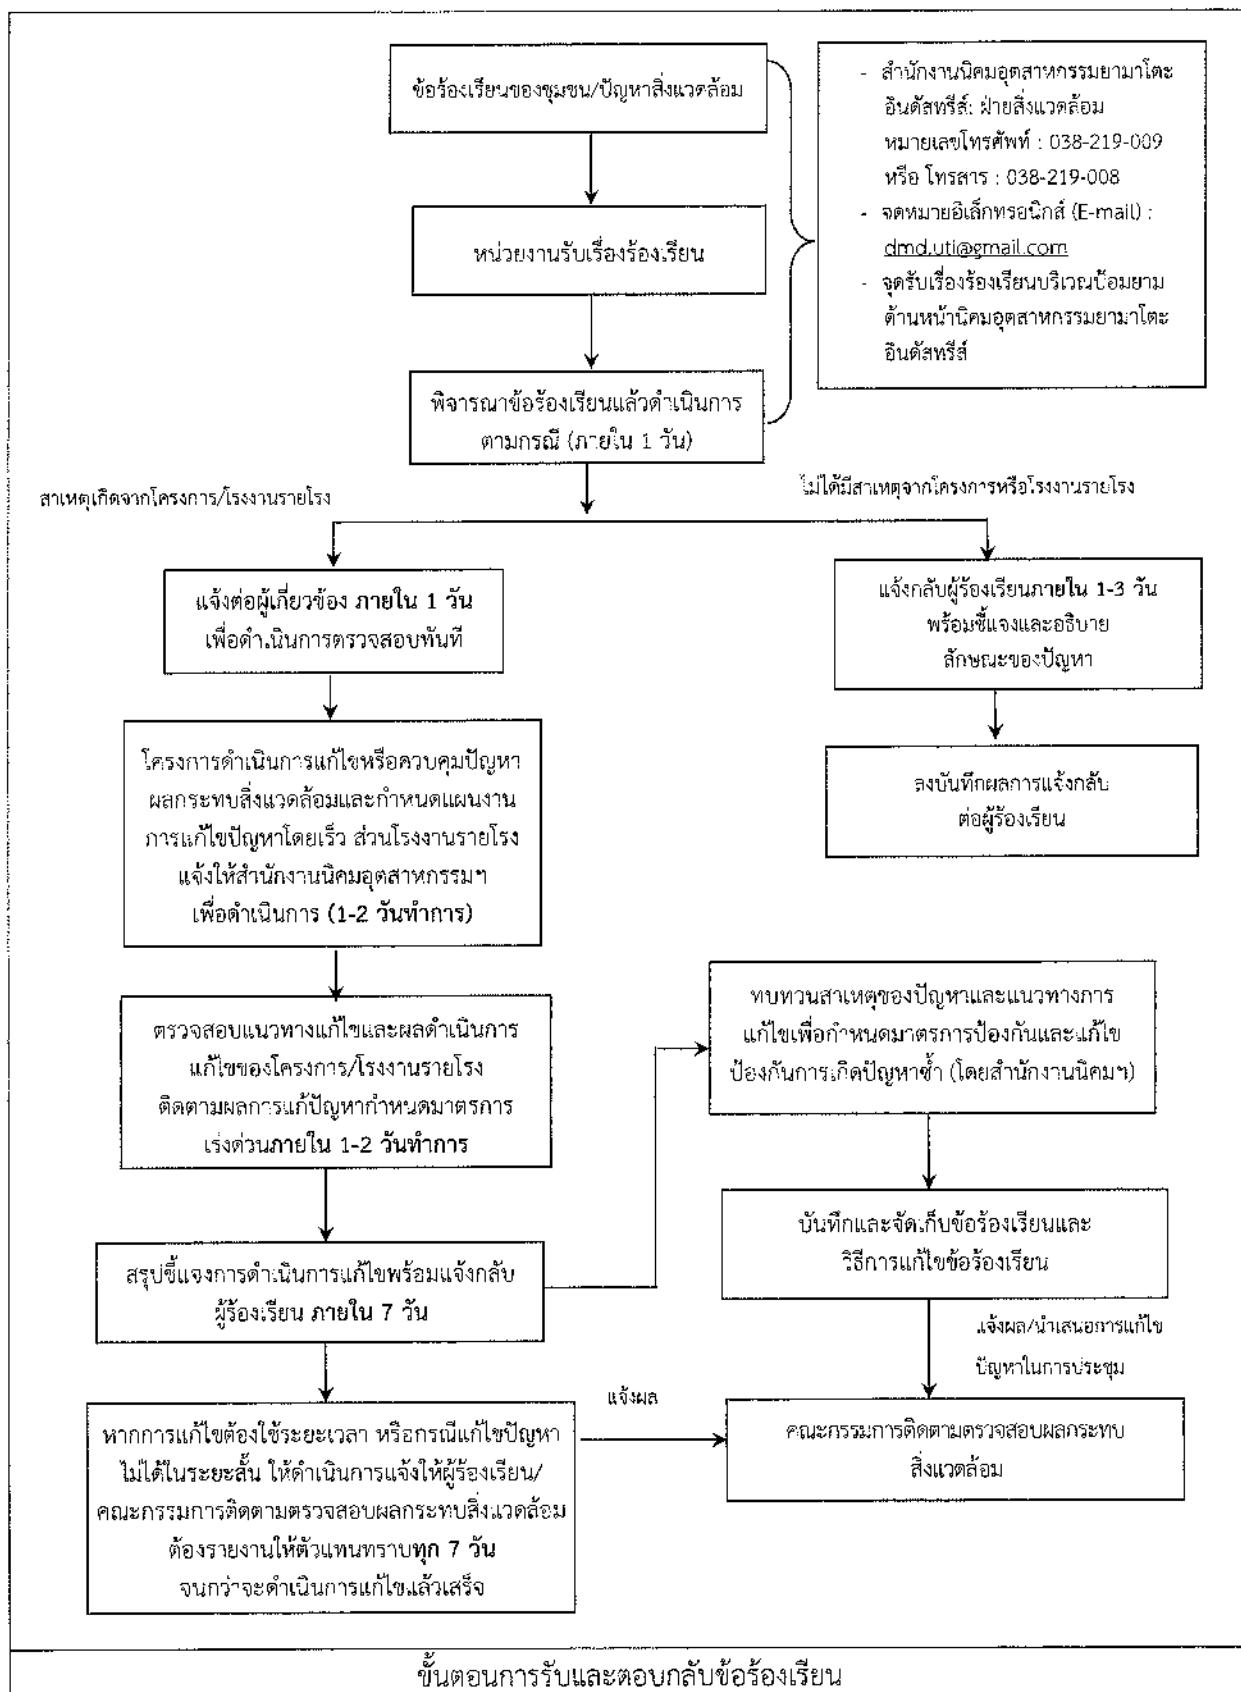 ข้อร้องเรียนของชุมชน/ปัญหาสิ่งแวดล้อม
- สำนักงานนิคมอุตสาหกรรมยามาโตะ
อินดัสทรีส์: ฝ่ายสิ่งแวดล้อม
หมายเลขโทรศัพท์ : 038-219-009
หรือ โทรสาร : 038-219-008
- จดหมายอิเล็กทรอนิกส์ (E-mail) :
dmd.uti@gmail.com
- จุดรับเรื่องร้องเรียนบริเวณป้อมยาม
ด้านหน้านิคมอุตสาหกรรมยามาโตะ
อินดัสทรีส์
หน่วยงานรับเรื่องร้องเรียน
พิจารณาข้อร้องเรียนแล้วดำเนินการ
ตามกรณี (ภายใน 1 วัน)
สาเหตุเกิดจากโครงการ/โรงงานรายโรง
ไม่ได้มีสาเหตุจากโครงการหรือโรงงานรายโรง
แจ้งต่อผู้เกี่ยวข้อง ภายใน 1 วัน
เพื่อดำเนินการตรวจสอบทันที
แจ้งกลับผู้ร้องเรียนภายใน 1-3 วัน
พร้อมชี้แจงและอธิบาย
ลักษณะของปัญหา
โครงการดำเนินการแก้ไขหรือควบคุมปัญหา
ผลกระทบสิ่งแวดล้อมและกำหนดแผนงาน
การแก้ไขปัญหาโดยเร็ว ส่วนโรงงานรายโรง
แจ้งให้สำนักงานนิคมอุตสาหกรรมฯ
เพื่อดำเนินการ (1-2 วันทำการ)
ลงบันทึกผลการแจ้งกลับ
ต่อผู้ร้องเรียน
ตรวจสอบแนวทางแก้ไขและผลดำเนินการ
แก้ไขของโครงการ/โรงงานรายโรง
ติดตามผลการแก้ปัญหากำหนดมาตรการ
เร่งด่วนภายใน 1-2 วันทำการ
ทบทวนสาเหตุของปัญหาและแนวทางการ
แก้ไขเพื่อกำหนดมาตรการป้องกันและแก้ไข
ป้องกันการเกิดปัญหาซ้ำ (โดยสำนักงานนิคมฯ)
สรุปชี้แจงการดำเนินการแก้ไขพร้อมแจ้งกลับ
ผู้ร้องเรียน ภายใน 7 วัน
บันทึกและจัดเก็บข้อร้องเรียนและ
วิธีการแก้ไขข้อร้องเรียน
แจ้งผล/นำเสนอการแก้ไข
ปัญหาในการประชุม
หากการแก้ไขต้องใช้ระยะเวลา หรือกรณีแก้ไขปัญหา
ไม่ได้ในระยะสั้น ให้ดำเนินการแจ้งให้ผู้ร้องเรียน/
คณะกรรมการติดตามตรวจสอบผลกระทบสิ่งแวดล้อม
ต้องรายงานให้ตัวแทนทราบทุก 7 วัน
จนกว่าจะดำเนินการแก้ไขแล้วเสร็จ
แจ้งผล
คณะกรรมการติดตามตรวจสอบผลกระทบ
สิ่งแวดล้อม
ขั้นตอนการรับและตอบกลับข้อร้องเรียน